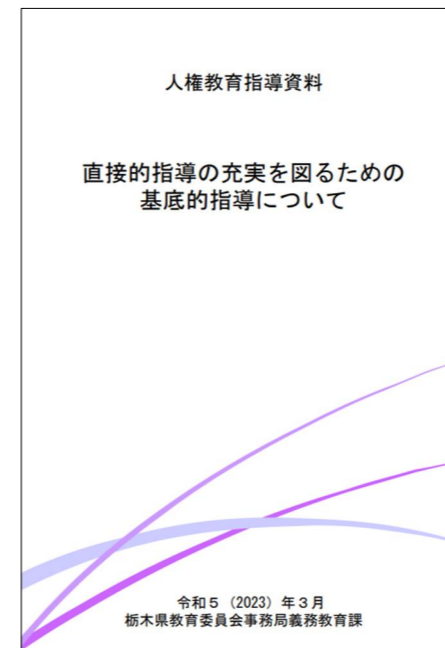 人権教育指導資料
直接的指導の充実を図るための
基底的指導について
令和５（2023）年３月
栃木県教育委員会事務局義務教育課